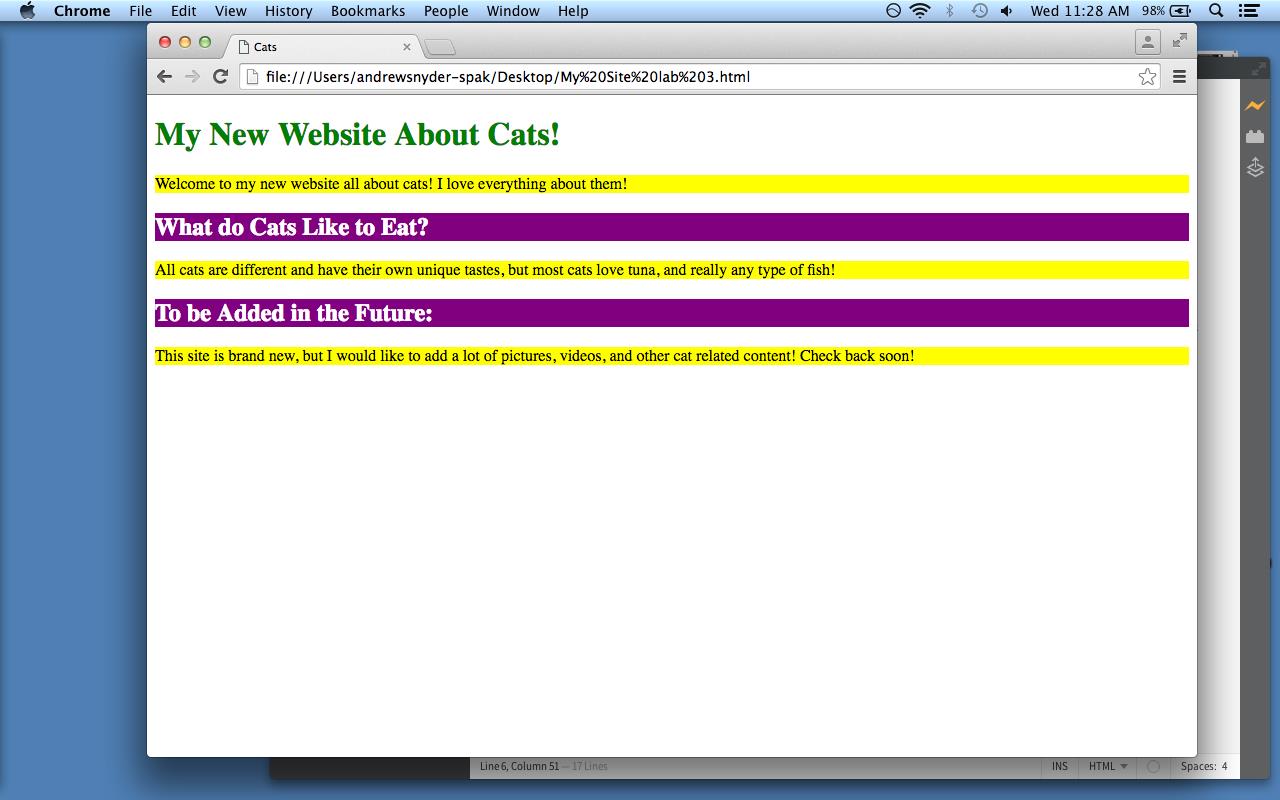 Chrome File Edit View History Bookmarks People Window Help Wed 11:28 AM 98%
Cats
file:///Users/andrewsnyder-spak/Desktop/My%20Site%20lab%203.html
My New Website About Cats!
Welcome to my new website all about cats! I love everything about them!
What do Cats Like to Eat?
All cats are different and have their own unique tastes, but most cats love tuna, and really any type of fish!
To be Added in the Future:
This site is brand new, but I would like to add a lot of pictures, videos, and other cat related content! Check back soon!
Line 6, Column 51 — 17 Lines INS HTML Spaces: 4